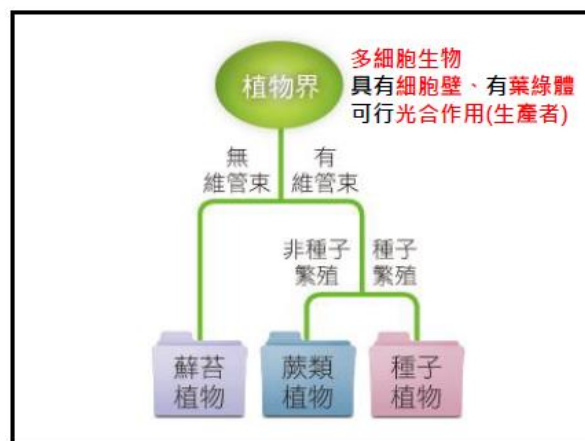 植物界
多細胞生物
具有細胞壁、有葉綠體
可行光合作用(生產者)
無
維管束
有
維管束
非種子
繁殖
種子
繁殖
蘚苔
植物
蕨類
植物
種子
植物